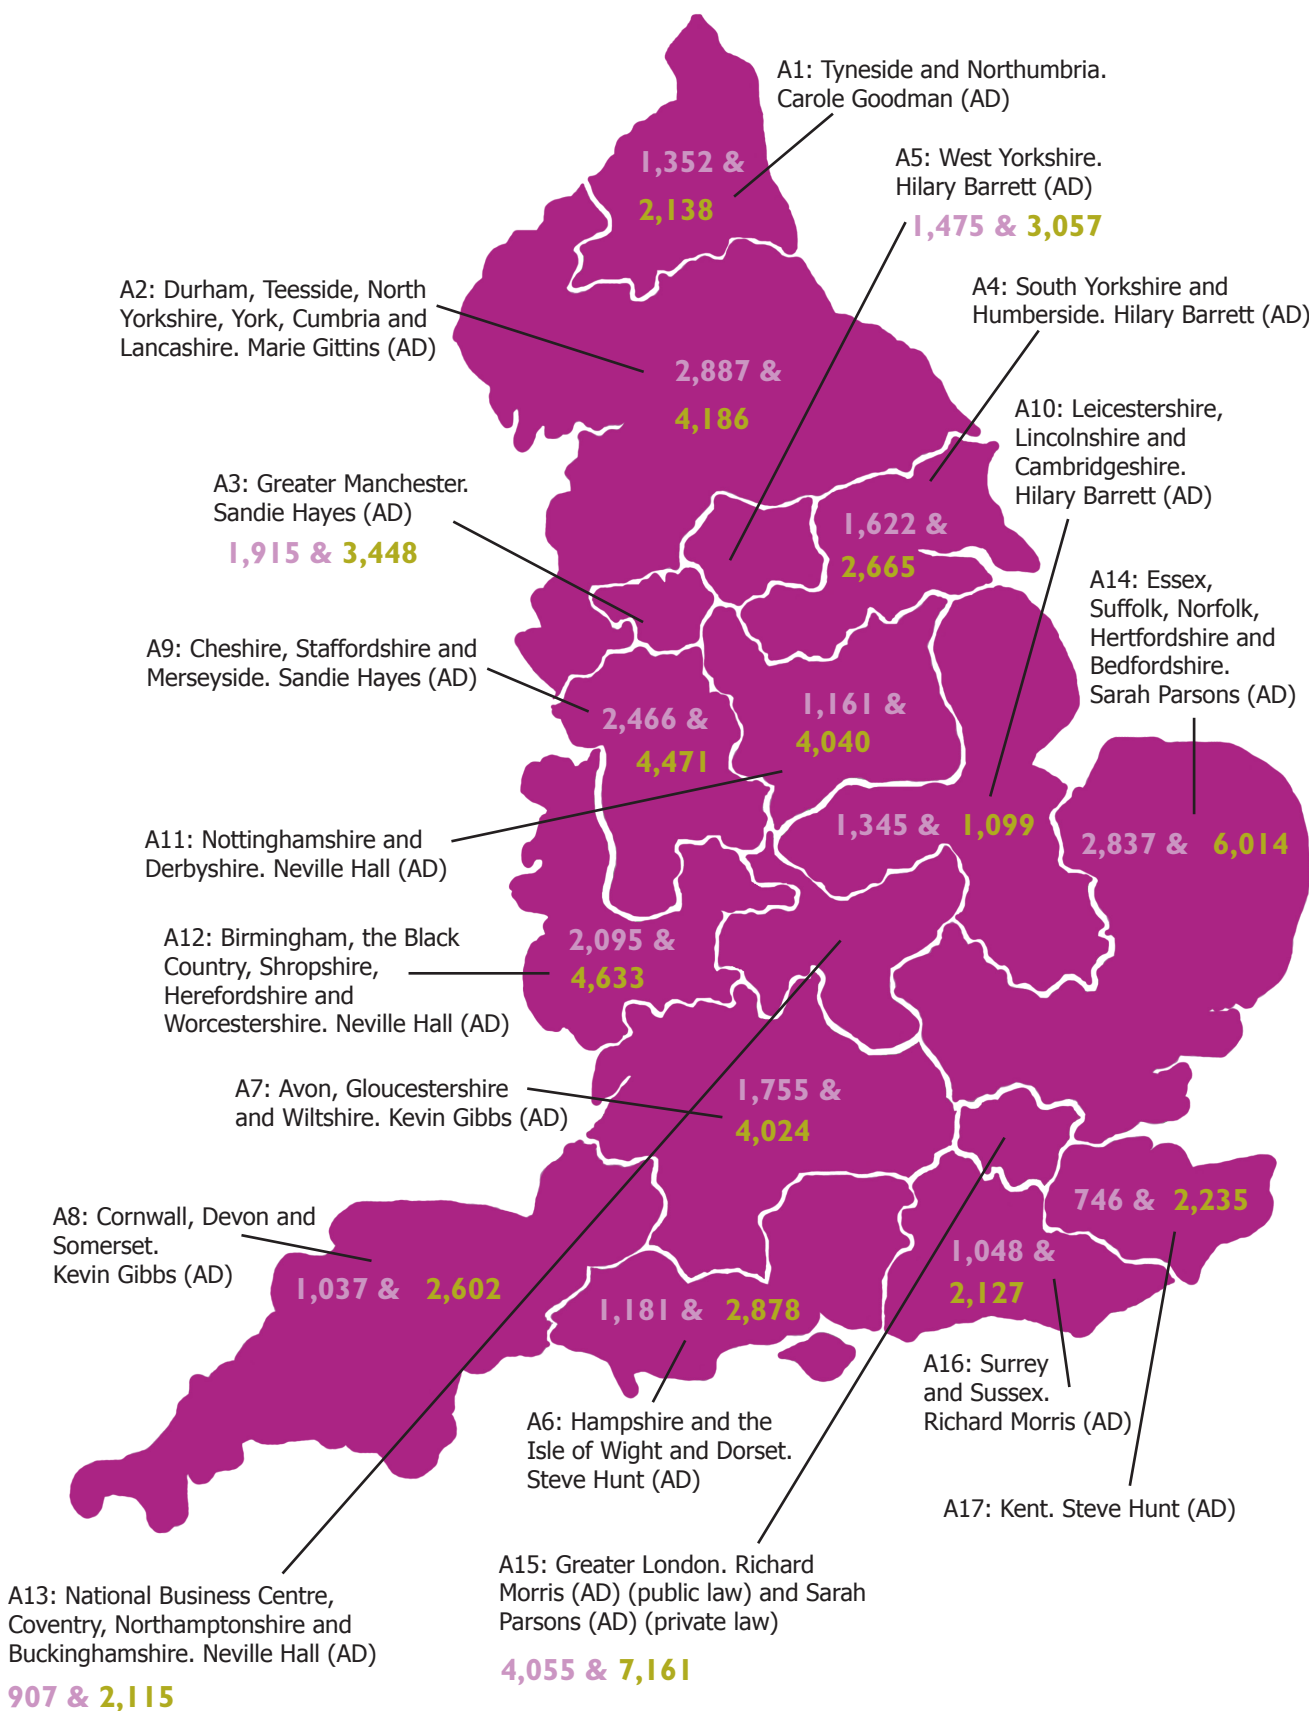 A1: Tyneside and Northumbria.
Carole Goodman (AD)
1,352 &
2,138
A5: West Yorkshire.
Hilary Barrett (AD)
1,475 & 3,057
A2: Durham, Teesside, North
Yorkshire, York, Cumbria and
Lancashire. Marie Gittins (AD)
2,887 &
4,186
A4: South Yorkshire and
Humberside. Hilary Barrett (AD)
1,622 &
2,665
A10: Leicestershire,
Lincolnshire and
Cambridgeshire.
Hilary Barrett (AD)
A3: Greater Manchester.
Sandie Hayes (AD)
1,915 & 3,448
A14: Essex,
Suffolk, Norfolk,
Hertfordshire and
Bedfordshire.
Sarah Parsons (AD)
A9: Cheshire, Staffordshire and
Merseyside. Sandie Hayes (AD)
2,466 &
4,471
1,161 &
4,040
1,345 & 1,099
2,837 & 6,014
A11: Nottinghamshire and
Derbyshire. Neville Hall (AD)
A12: Birmingham, the Black
Country, Shropshire,
Herefordshire and
Worcestershire. Neville Hall (AD)
2,095 &
4,633
A7: Avon, Gloucestershire
and Wiltshire. Kevin Gibbs (AD)
1,755 &
4,024
A8: Cornwall, Devon and
Somerset.
Kevin Gibbs (AD)
1,037 & 2,602
746 & 2,235
1,048 &
2,127
1,181 & 2,878
A16: Surrey
and Sussex.
Richard Morris (AD)
A6: Hampshire and the
Isle of Wight and Dorset.
Steve Hunt (AD)
A17: Kent. Steve Hunt (AD)
A15: Greater London. Richard
Morris (AD) (public law) and Sarah
Parsons (AD) (private law)
4,055 & 7,161
A13: National Business Centre,
Coventry, Northamptonshire and
Buckinghamshire. Neville Hall (AD)
907 & 2,115